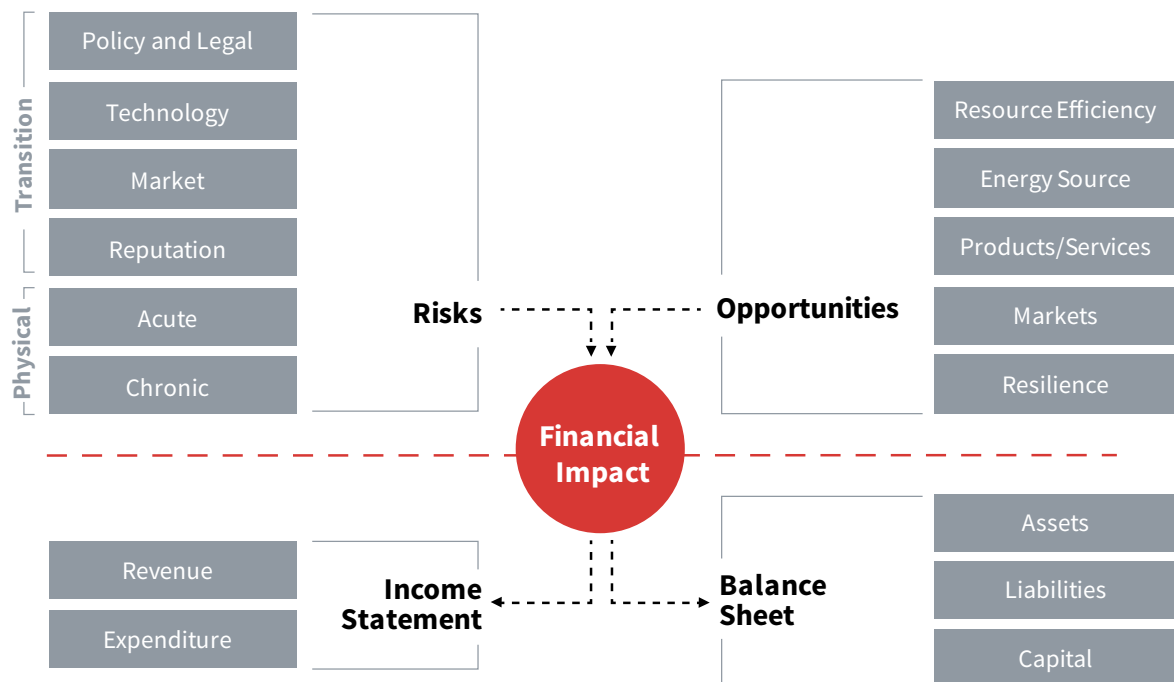 Transition
Policy and Legal
Technology
Market
Reputation
Physical
Acute
Chronic
Risks
Opportunities
Resource Efficiency
Energy Source
Products/Services
Markets
Resilience
Financial
Impact
Revenue
Expenditure
Income
Statement
Balance
Sheet
Assets
Liabilities
Capital